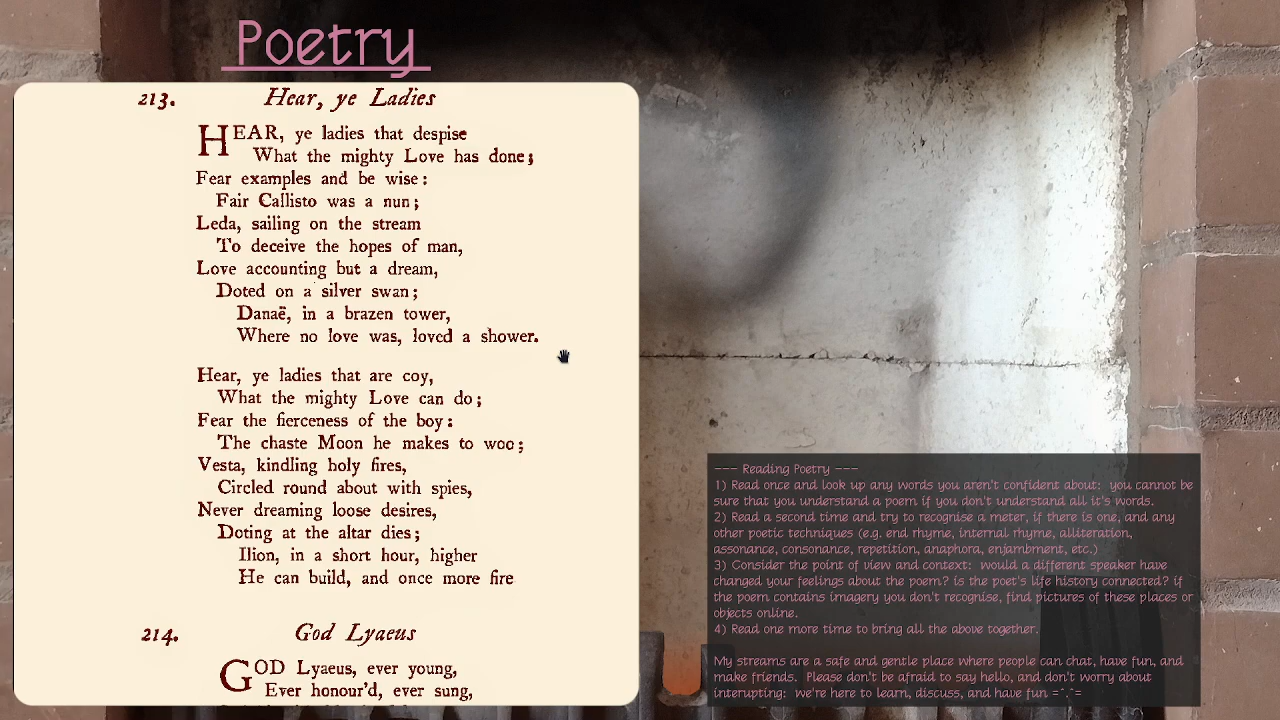 Poetry
213. Hear, ye Ladies
HEAR, ye ladies that despise
What the mighty Love has done;
Fear examples and be wise:
Fair Callisto was a nun;
Leda, sailing on the stream
To deceive the hopes of man,
Love accounting but a dream,
Doted on a silver swan;
Danaë, in a brazen tower,
Where no love was, loved a shower.
Hear, ye ladies that are coy,
What the mighty Love can do;
Fear the fierceness of the boy:
The chaste Moon he makes to woo;
Vesta, kindling holy fires,
Circled round about with spies,
Never dreaming loose desires,
Doting at the altar dies;
Ilion, in a short hour, higher
He can build, and once more fire
214. God Lyaeus
GOD Lyaeus, ever young,
Ever honour'd, ever sung,
--- Reading Poetry ---
1) Read once and look up any words you aren't confident about: you cannot be
sure that you understand a poem if you don't understand all it's words.
2) Read a second time and try to recognise a meter, if there is one, and any
other poetic techniques (e.g. end rhyme, internal rhyme, alliteration,
assonance, consonance, repetition, anaphora, enjambment, etc.)
3) Consider the point of view and context: would a different speaker have
changed your feelings about the poem? is the poet's life history connected? if
the poem contains imagery you don't recognise, find pictures of these places or
objects online.
4) Read one more time to bring all the above together.
My streams are a safe and gentle place where people can chat, have fun, and
make friends. Please don't be afraid to say hello, and don't worry about
interupting: we're here to learn, discuss, and have fun =^.^=